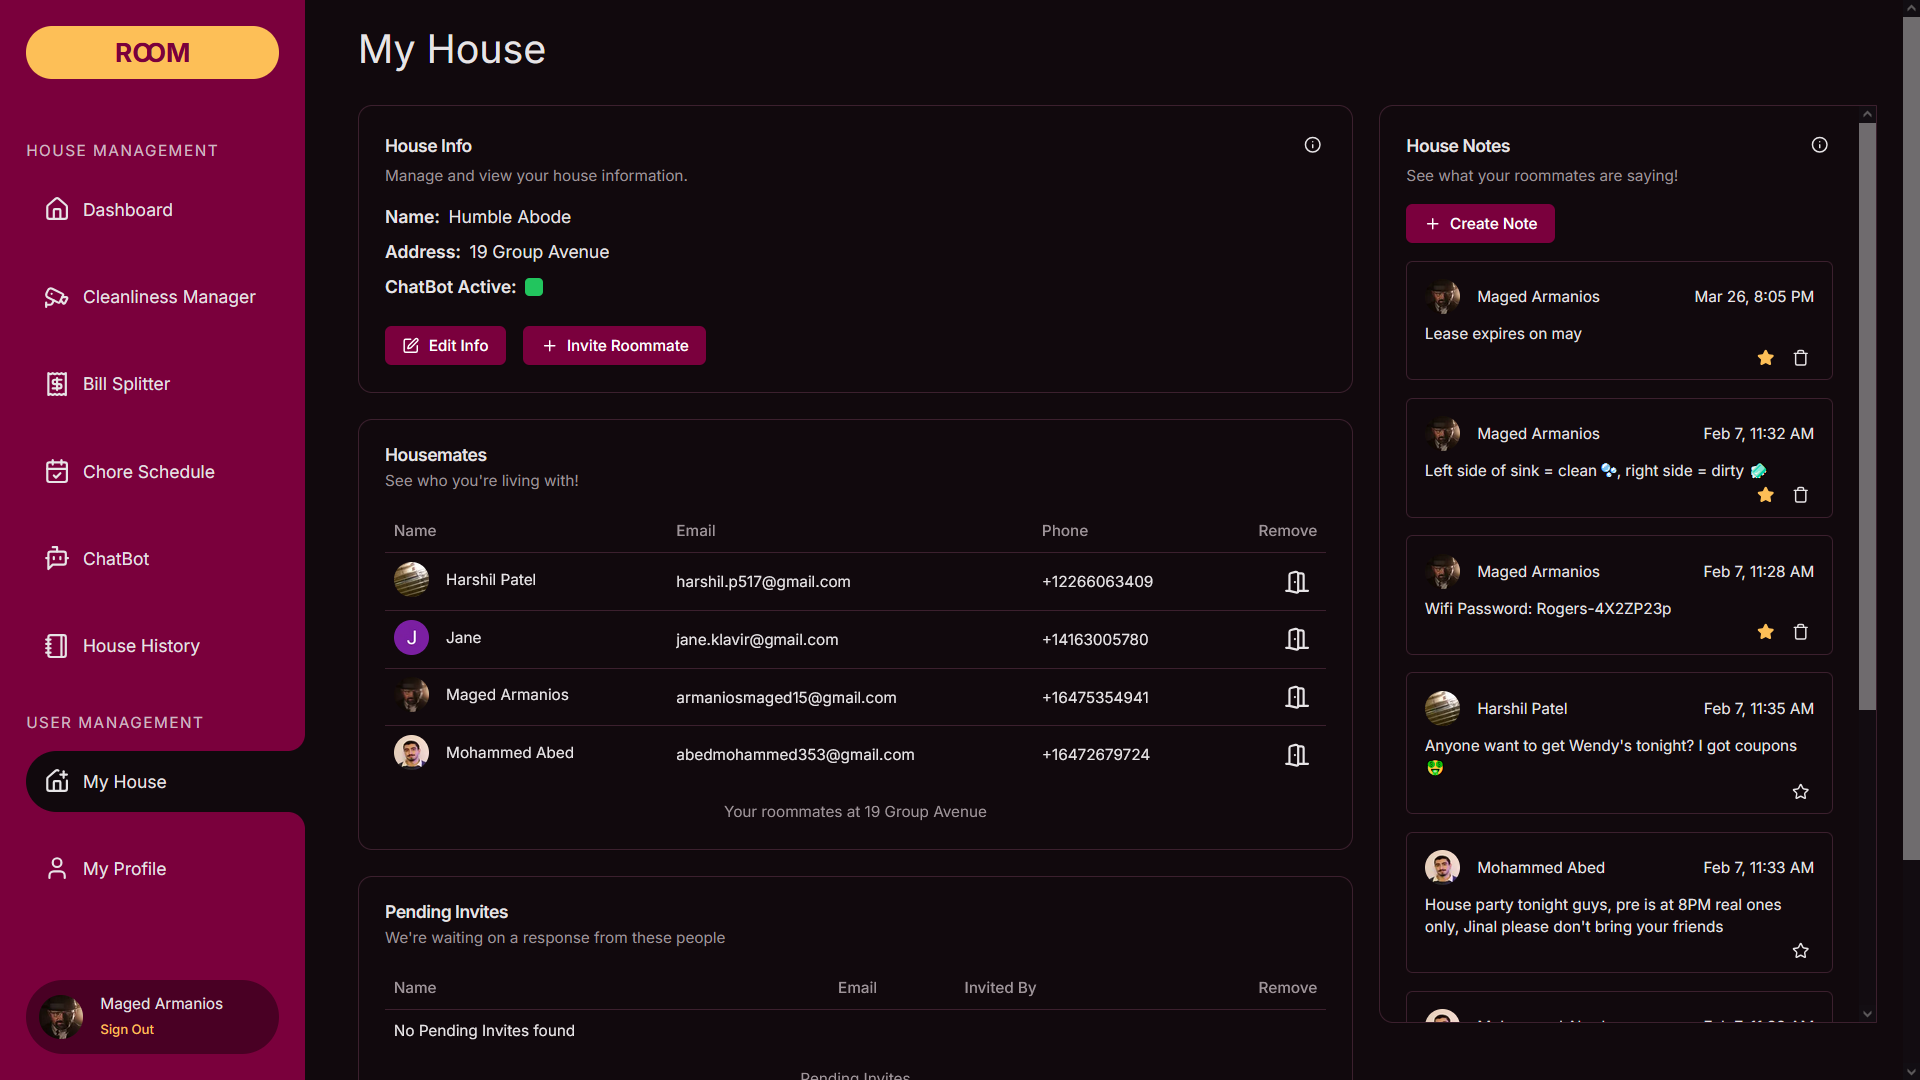 ROOM
HOUSE MANAGEMENT
Dashboard
Cleanliness Manager
Bill Splitter
Chore Schedule
ChatBot
House History
USER MANAGEMENT
My House
My Profile
Maged Armanios
Sign Out
My House
House Info
Manage and view your house information.
Name: Humble Abode
Address: 19 Group Avenue
ChatBot Active:
Edit Info
Invite Roommate
Housemates
See who you're living with!
Name Email Phone Remove
Harshil Patel harshil.p517@gmail.com +12266063409
J Jane jane.klavir@gmail.com +14163005780
Maged Armanios armaniosmaged15@gmail.com +16475354941
Mohammed Abed abedmohammed353@gmail.com +16472679724
Your roommates at 19 Group Avenue
Pending Invites
We're waiting on a response from these people
Name Email Invited By Remove
No Pending Invites found
Pending Invites
House Notes
See what your roommates are saying!
Create Note
Maged Armanios Mar 26, 8:05 PM
Lease expires on may
Maged Armanios Feb 7, 11:32 AM
Left side of sink = clean 🫧, right side = dirty 🧼
Maged Armanios Feb 7, 11:28 AM
Wifi Password: Rogers-4X2ZP23p
Harshil Patel Feb 7, 11:35 AM
Anyone want to get Wendy's tonight? I got coupons
🤑
Mohammed Abed Feb 7, 11:33 AM
House party tonight guys, pre is at 8PM real ones
only, Jinal please don't bring your friends